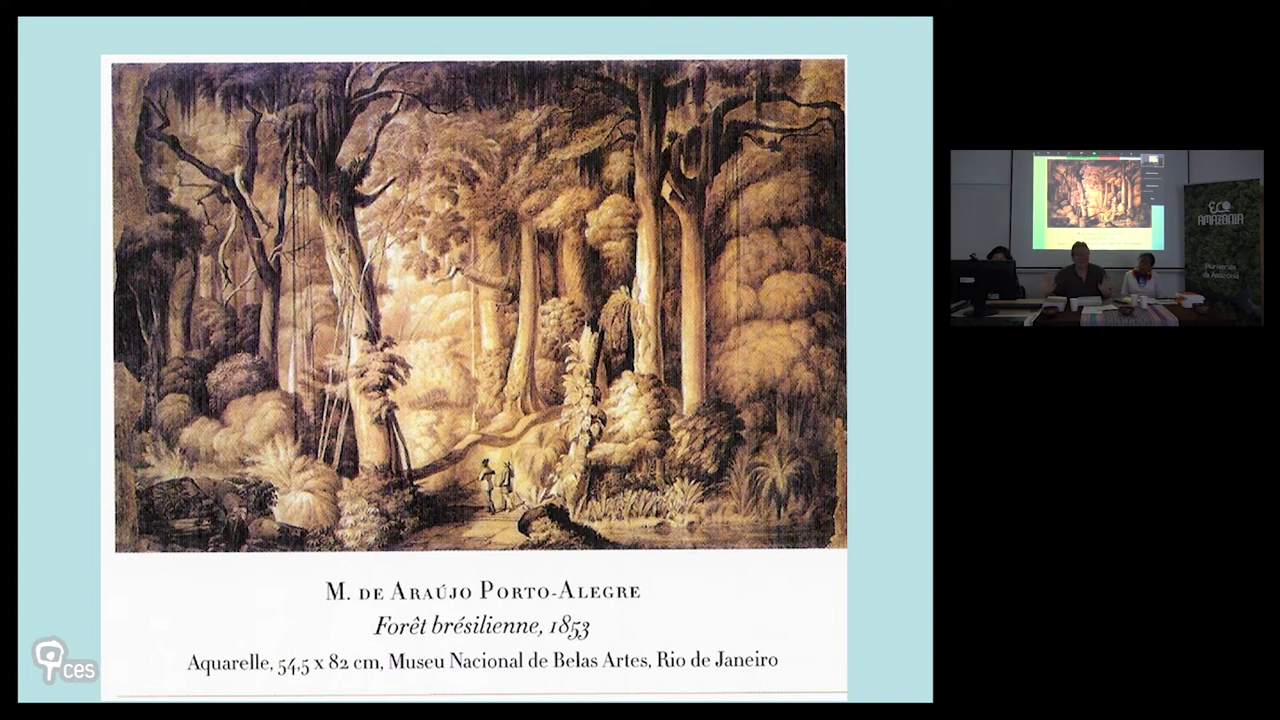 M. DE ARAÚJO PORTO-ALEGRE
Forêt brésilienne, 1853
Aquarelle, 54,5 x 82 cm, Museu Nacional de Belas Artes, Rio de Janeiro
ces
ECO
AMAZÓNIA